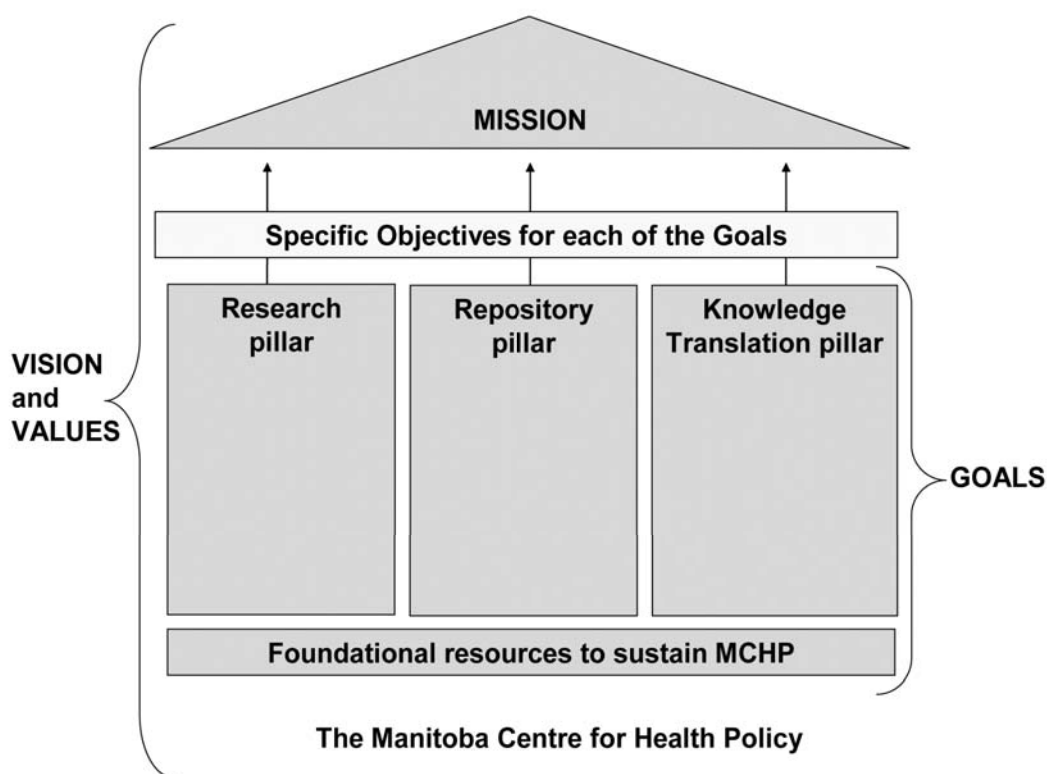 MISSION
Specific Objectives for each of the Goals
Research
pillar
Repository
pillar
Knowledge
Translation pillar
VISION
and
VALUES
GOALS
Foundational resources to sustain MCHP
The Manitoba Centre for Health Policy